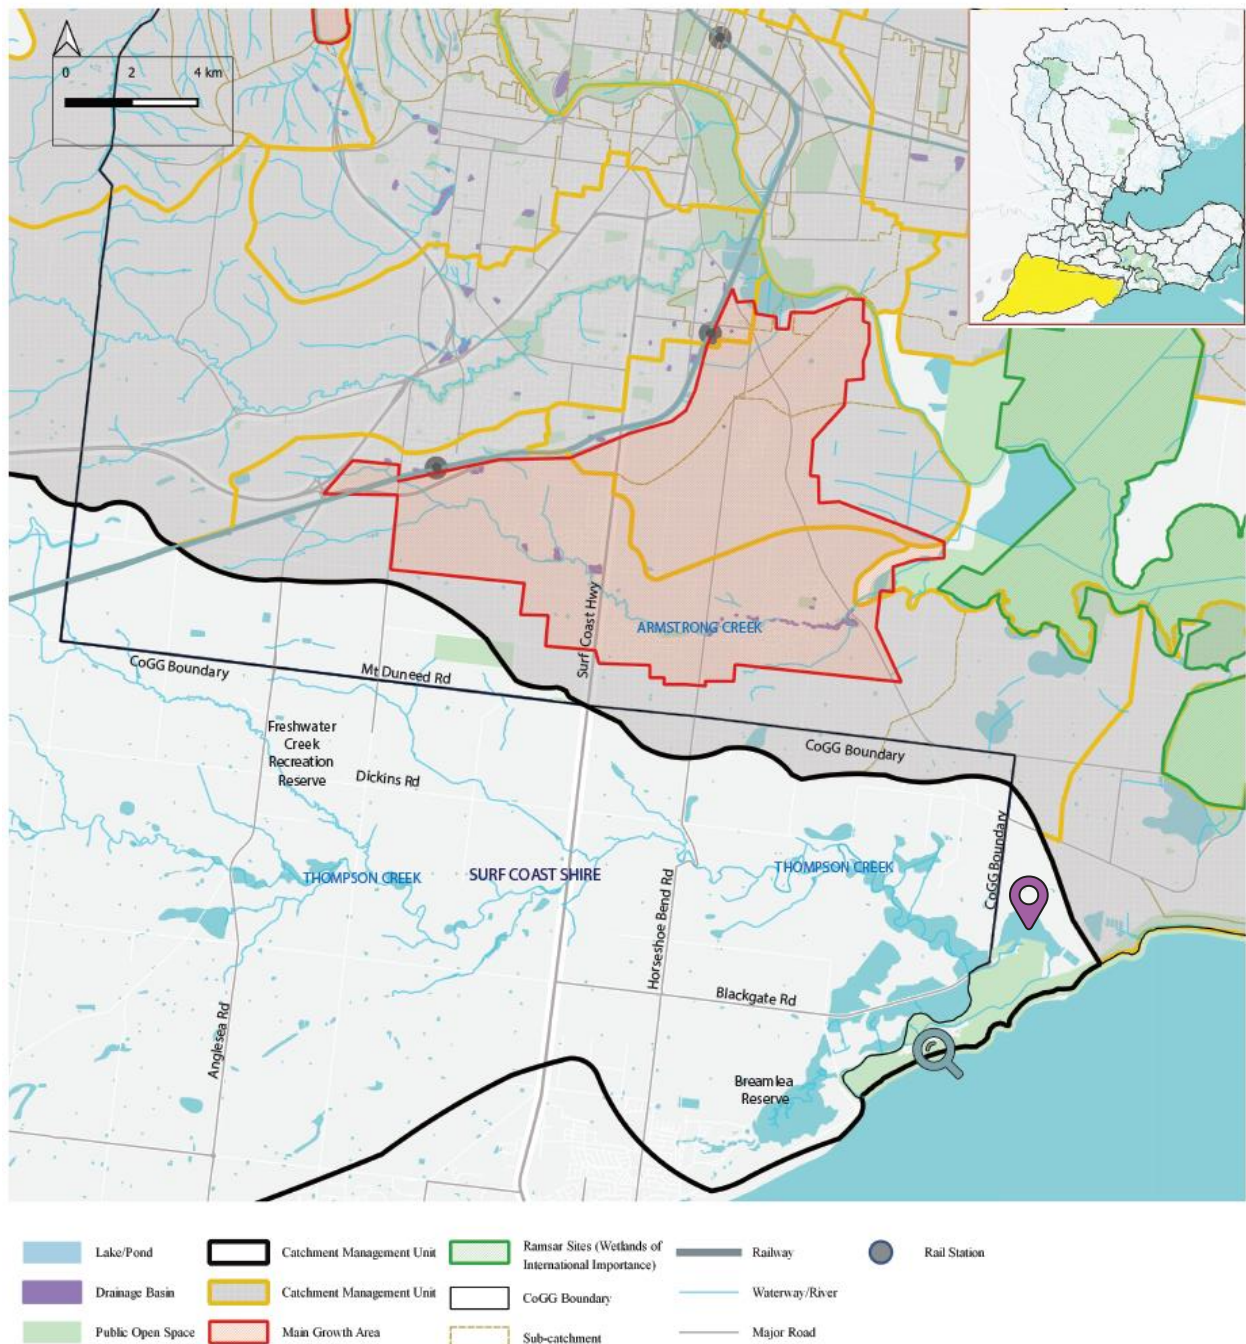 0 2 4 km
ARMSTRONG CREEK
Surf Coast Hwy
CoGG Boundary
Mt Duneed Rd
Freshwater
Creek
Recreation
Reserve
CoGG Boundary
Dickins Rd
CoGG Boundary
THOMPSON CREEK
SURF COAST SHIRE
THOMPSON CREEK
Horseshoe Bend Rd
Blackgate Rd
Anglesea Rd
Breamlea
Reserve
Lake/Pond
Catchment Management Unit
Ramsar Sites (Wetlands of
International Importance)
Railway
Rail Station
Drainage Basin
Catchment Management Unit
CoGG Boundary
Waterway/River
Public Open Space
Main Growth Area
Sub-catchment
Major Road